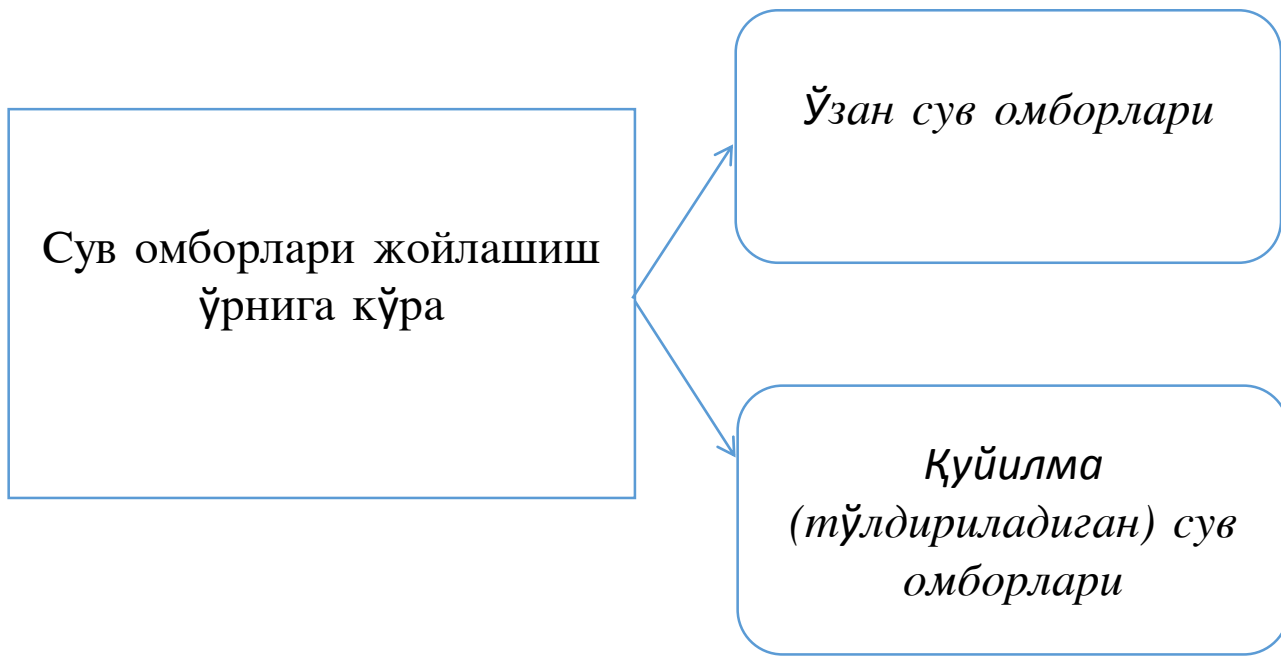 Сув омборлари жойлашиш
ўрнига кўра
Ўзан сув омборлари
Қуйилма
(тўлдириладиган) сув
омборлари